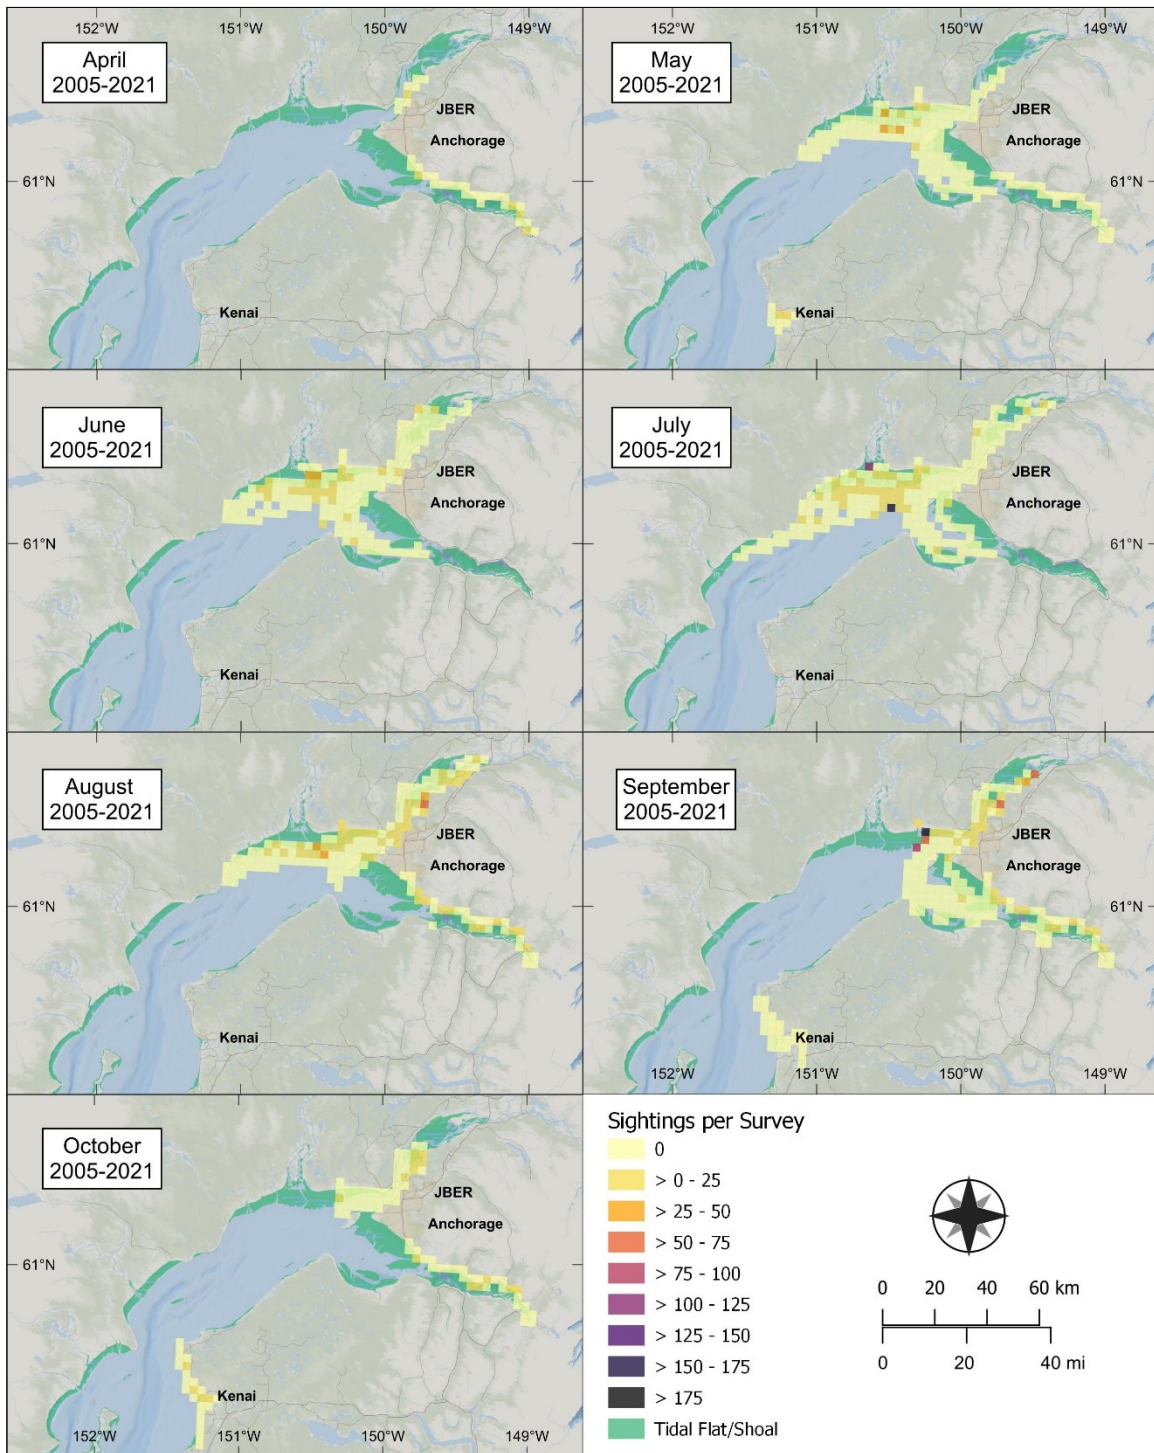 152°W 151°W 150°W 149°W
April
2005-2021
JBER
Anchorage
61°N
Kenai
May
2005-2021
JBER
Anchorage
61°N
Kenai
June
2005-2021
JBER
Anchorage
61°N
Kenai
July
2005-2021
JBER
Anchorage
61°N
Kenai
August
2005-2021
JBER
Anchorage
61°N
Kenai
September
2005-2021
JBER
Anchorage
61°N
Kenai
152°W 151°W 150°W 149°W
October
2005-2021
JBER
Anchorage
61°N
Kenai
152°W 151°W 150°W 149°W
Sightings per Survey
0
> 0 - 25
> 25 - 50
> 50 - 75
> 75 - 100
> 100 - 125
> 125 - 150
> 150 - 175
> 175
Tidal Flat/Shoal
0 20 40 60 km
0 20 40 mi